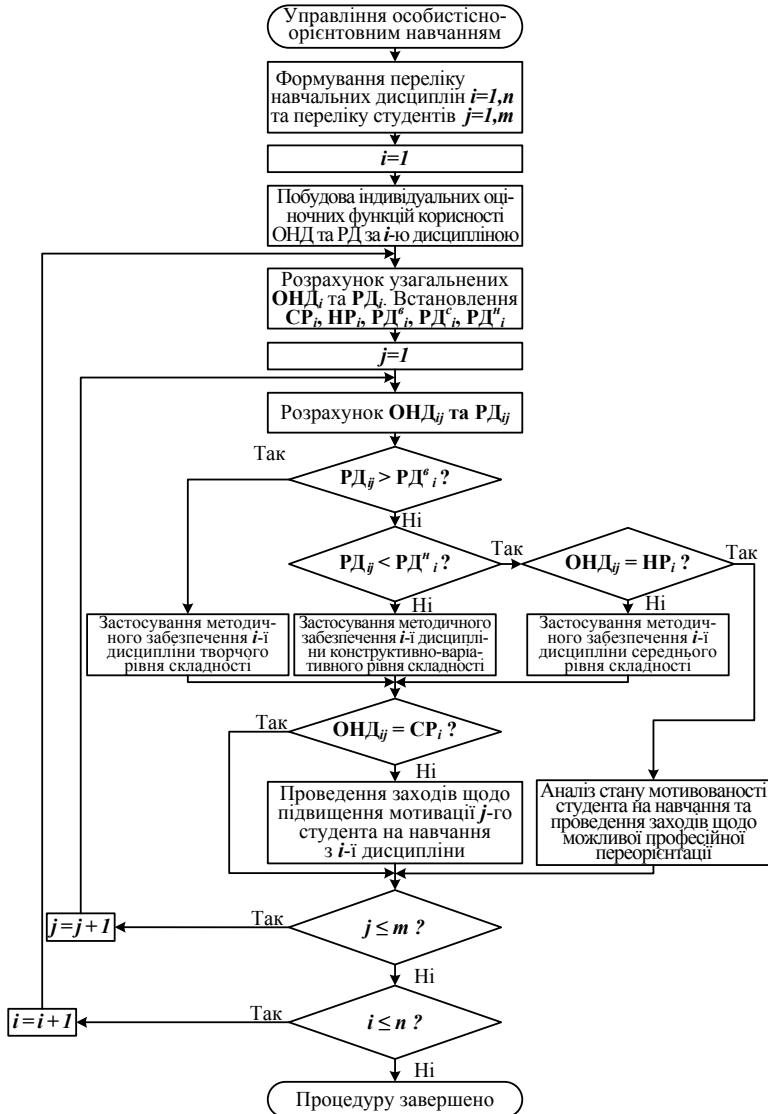 Управління особистісно-
орієнтовним навчанням
Формування переліку
навчальних дисциплін i=1,n
та переліку студентів j=1,m
i=1
Побудова індивідуальних оці-
ночних функцій корисності
ОНД та РД за i-ю дисципліною
Розрахунок узагальнених
ОНДi та РДi. Встановлення
СРi, НРi, РДвi, РДсi, РДнi
j=1
Розрахунок ОНДij та РДij
Так
РДij > РДвi ?
Ні
РДij < РДнi ?
Так
ОНДij = НРi ?
Так
Ні
Ні
Застосування методич-
ного забезпечення i-ї
дисципліни творчого
рівня складності
Застосування методичного
забезпечення i-ї дисциплі-
ни конструктивно-варіа-
тивного рівня складності
Застосування методич-
ного забезпечення i-ї
дисципліни середнього
рівня складності
Так
ОНДij = СРi ?
Ні
Проведення заходів щодо
підвищення мотивації j-го
студента на навчання
з i-ї дисципліни
Аналіз стану мотивованості
студента на навчання та
проведення заходів щодо
можливої професійної
переорієнтації
j=j+1
Так
j ≤ m ?
Ні
i=i+1
Так
i ≤ n ?
Ні
Процедуру завершено